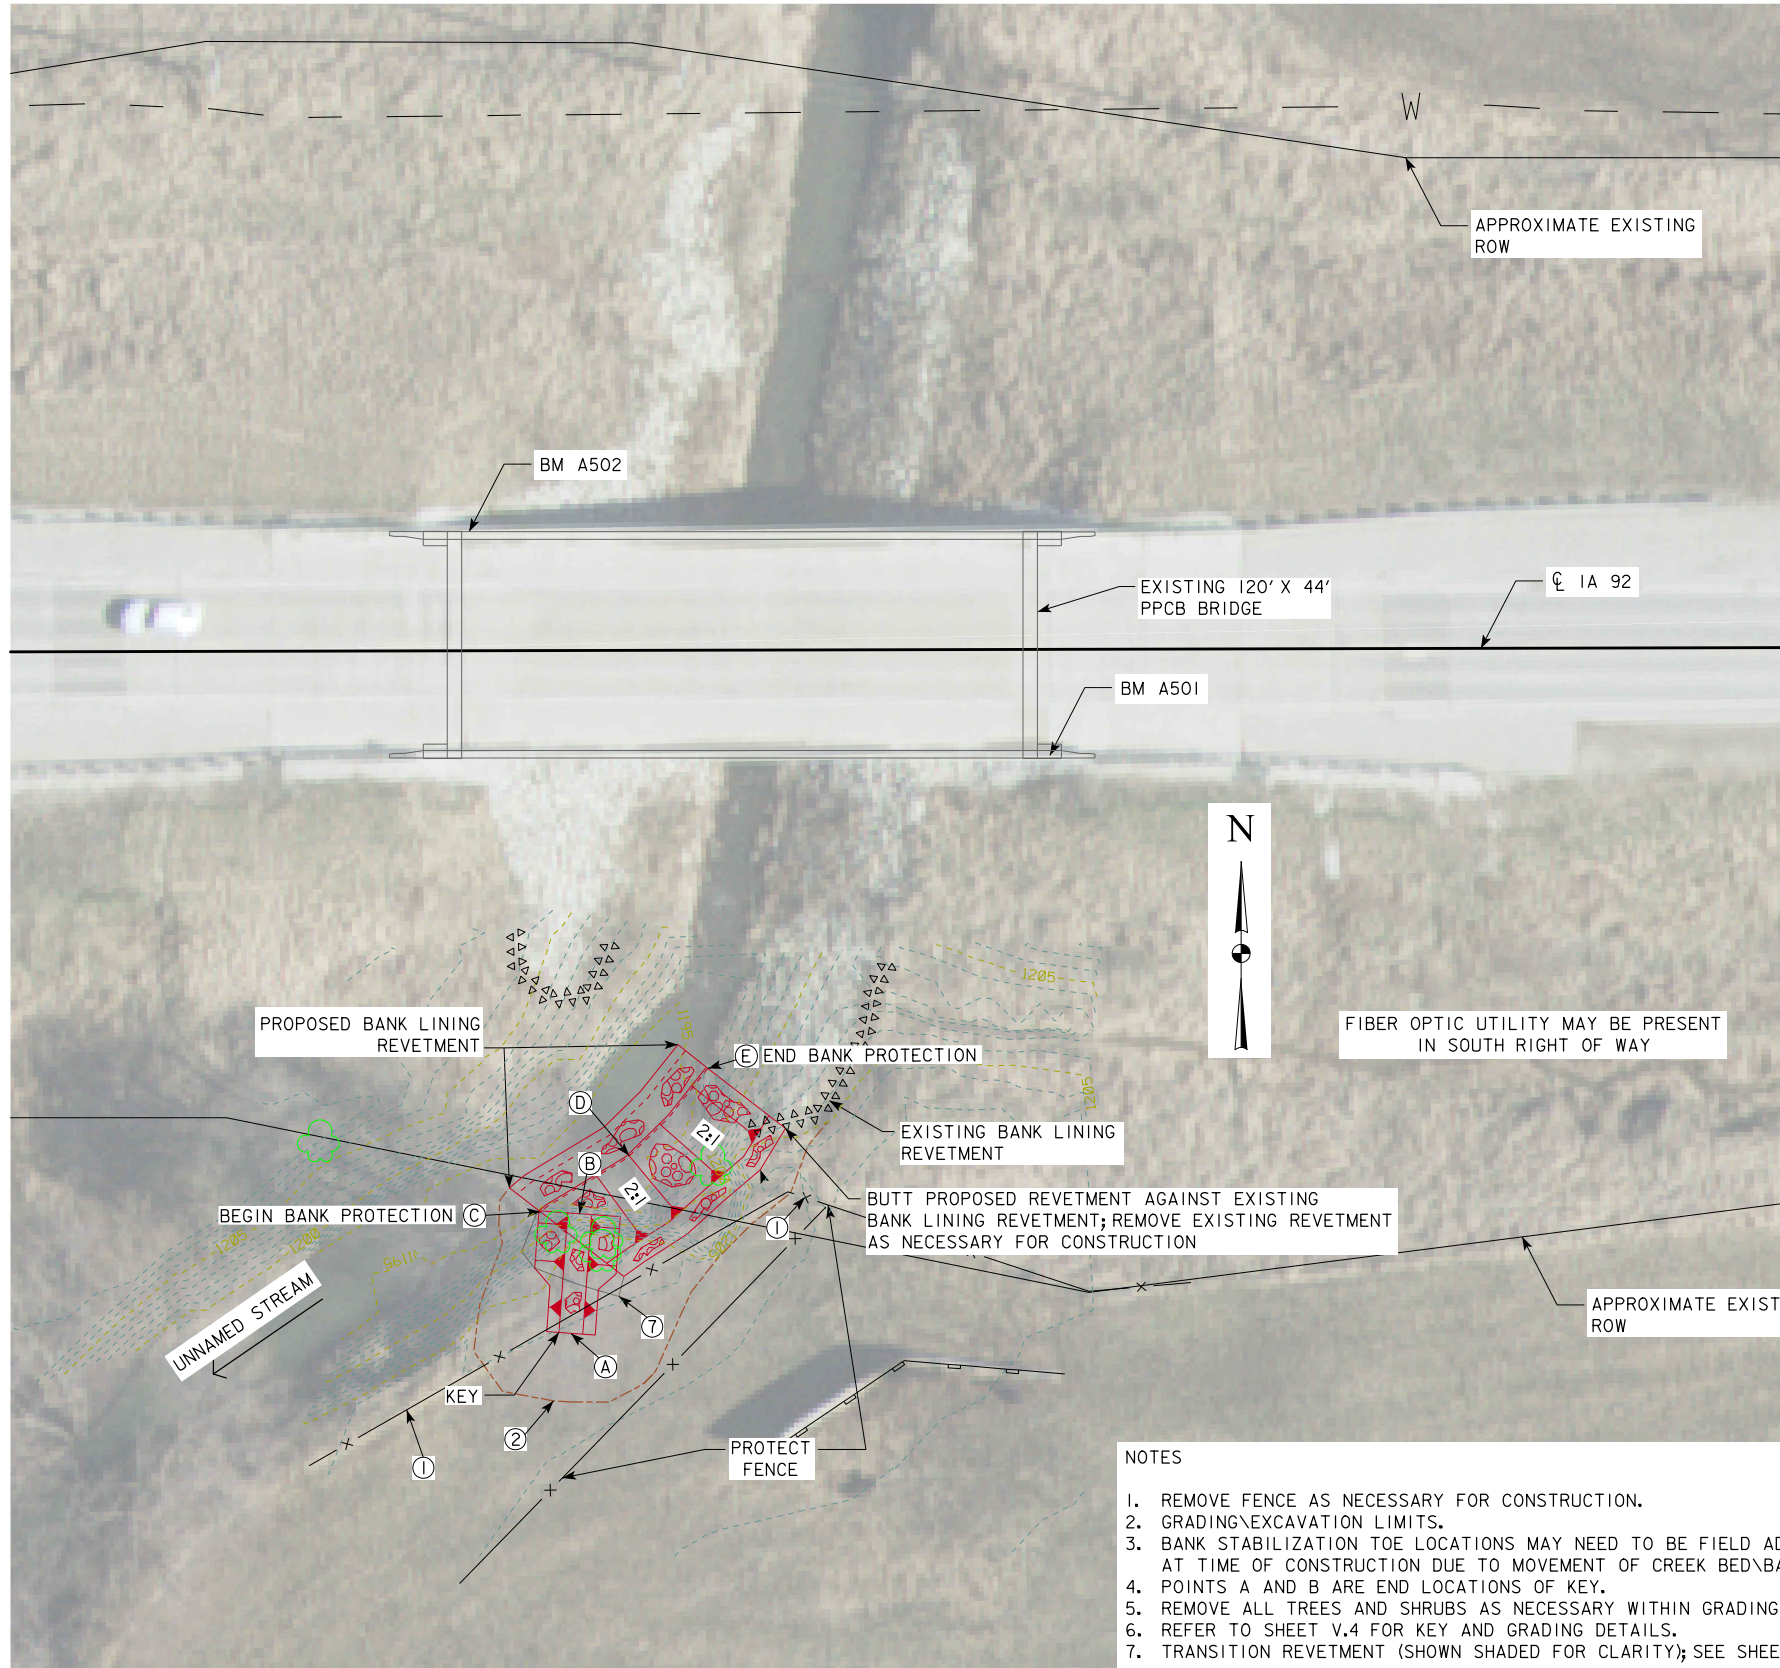 W
APPROXIMATE EXISTING
ROW
BM A502
EXISTING 120' X 44'
PPCB BRIDGE
℄ IA 92
BM A501
N
1205
1195
PROPOSED BANK LINING
REVETMENT
FIBER OPTIC UTILITY MAY BE PRESENT
IN SOUTH RIGHT OF WAY
E END BANK PROTECTION
D
1205
2:1
EXISTING BANK LINING
REVETMENT
B
2:1
BUTT PROPOSED REVETMENT AGAINST EXISTING
BANK LINING REVETMENT; REMOVE EXISTING REVETMENT
AS NECESSARY FOR CONSTRUCTION
BEGIN BANK PROTECTION C
1
1205
1200
1195
UNNAMED STREAM
APPROXIMATE EXIST
ROW
7
A
KEY
2
1
PROTECT
FENCE
NOTES
1. REMOVE FENCE AS NECESSARY FOR CONSTRUCTION.
2. GRADING\EXCAVATION LIMITS.
3. BANK STABILIZATION TOE LOCATIONS MAY NEED TO BE FIELD AD
AT TIME OF CONSTRUCTION DUE TO MOVEMENT OF CREEK BED\BA
4. POINTS A AND B ARE END LOCATIONS OF KEY.
5. REMOVE ALL TREES AND SHRUBS AS NECESSARY WITHIN GRADING
6. REFER TO SHEET V.4 FOR KEY AND GRADING DETAILS.
7. TRANSITION REVETMENT (SHOWN SHADED FOR CLARITY); SEE SHEE